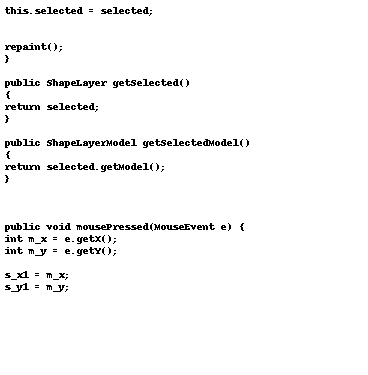 this.selected = selected;
repaint();
}
public ShapeLayer getSelected()
{
return selected;
}
public ShapeLayerModel getSelectedModel()
{
return selected.getModel();
}
public void mousePressed(MouseEvent e) {
int m_x = e.getX();
int m_y = e.getY();
s_x1 = m_x;
s_y1 = m_y;